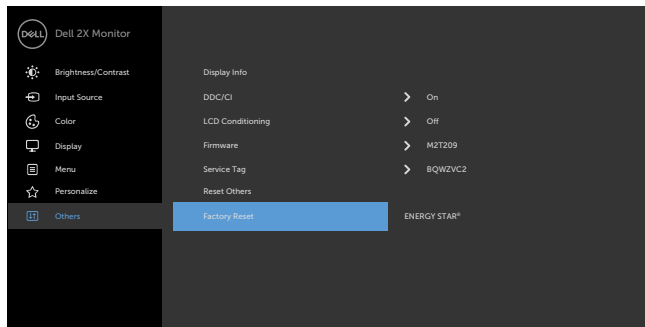 DELL Dell 2X Monitor
Brightness/Contrast Display Info
Input Source DDC/CI On
Color LCD Conditioning Off
Display Firmware M2T209
Menu Service Tag BQWZVC2
Personalize Reset Others
Others Factory Reset ENERGY STAR®